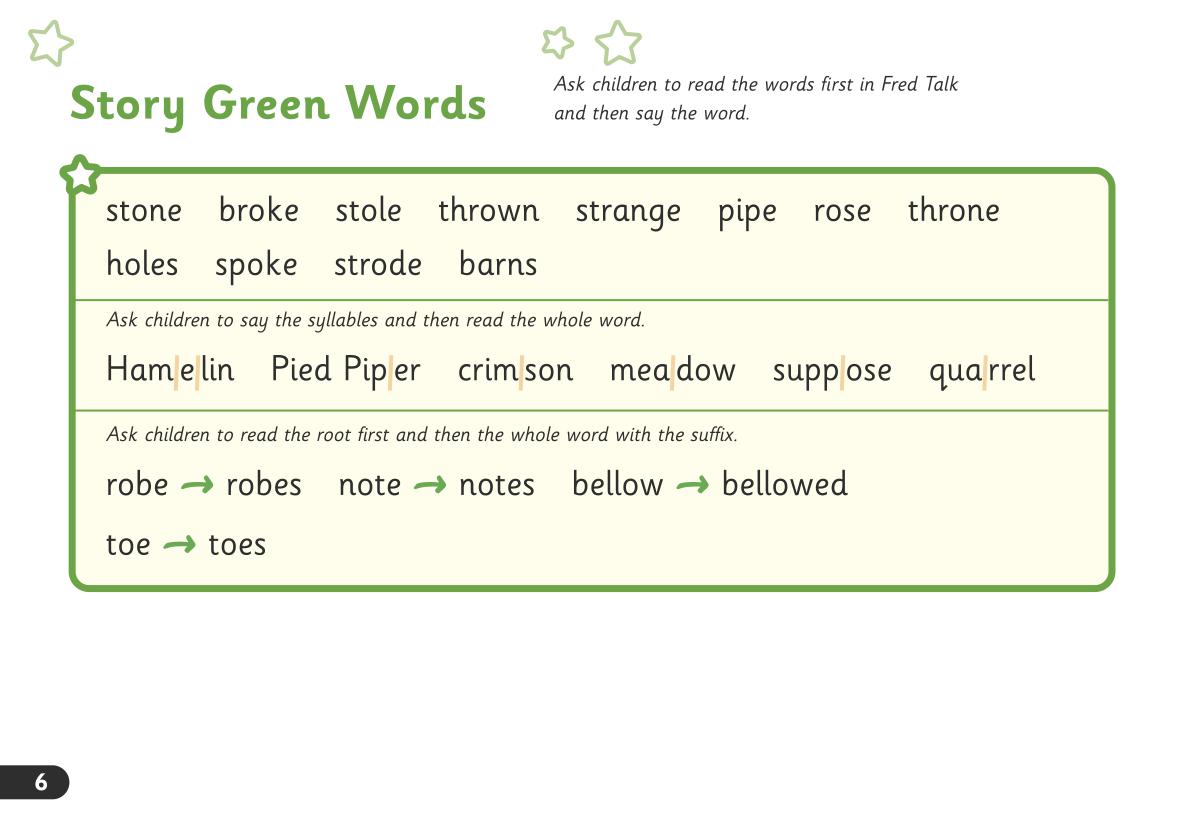 Story Green Words
Ask children to read the words first in Fred Talk
and then say the word.
stone broke stole thrown strange pipe rose throne
holes spoke strode barns
Ask children to say the syllables and then read the whole word.
Ham|e|lin Pied Pip|er crim|son mea|dow supp|ose qua|rrel
Ask children to read the root first and then the whole word with the suffix.
robe → robes note → notes bellow → bellowed
toe → toes
6